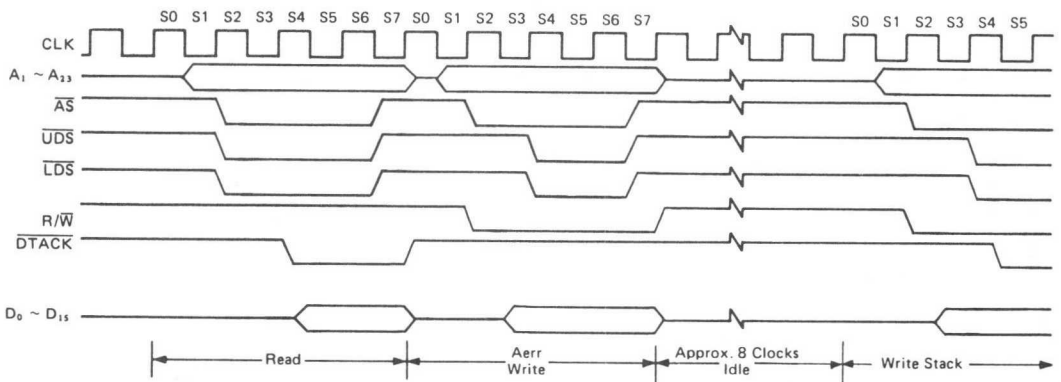 S0 S1 S2 S3 S4 S5 S6 S7 S0 S1 S2 S3 S4 S5 S6 S7 S0 S1 S2 S3 S4 S5
CLK
A₁ ~ A₂₃
AS
UDS
LDS
R/W
DTACK
D₀ ~ D₁₅
Read
Aerr
Write
Approx. 8 Clocks
Idle
Write Stack